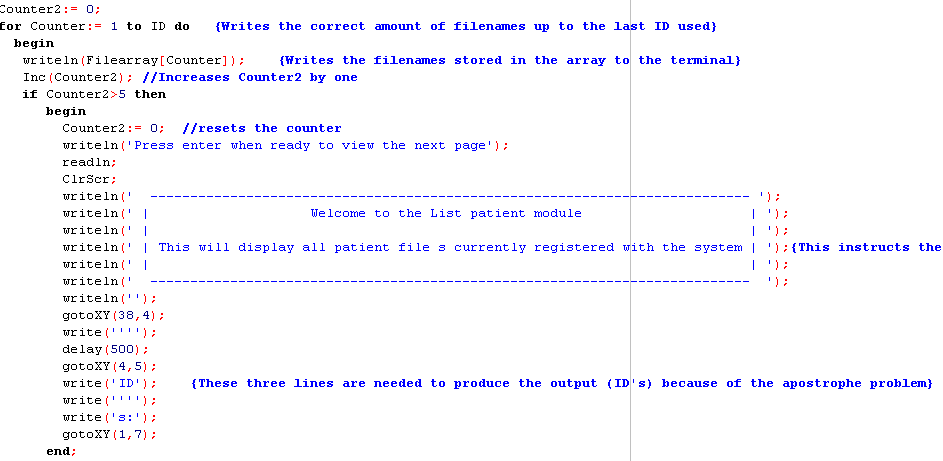 Counter2:= 0;
for Counter:= 1 to ID do   {Writes the correct amount of filenames up to the last ID used}
  begin
   writeln(Filearray[Counter]);    {Writes the filenames stored in the array to the terminal}
   Inc(Counter2); //Increases Counter2 by one
   if Counter2>5 then
      begin
        Counter2:= 0;  //resets the counter
        writeln('Press enter when ready to view the next page');
        readln;
        ClrScr;
        writeln('  --------------------------------------------------------------------------- ');
        writeln(' |                    Welcome to the List patient module                     | ');
        writeln(' |                                                                           | ');
        writeln(' | This will display all patient file s currently registered with the system | ');{This instructs the
        writeln(' |                                                                           | ');
        writeln('  ---------------------------------------------------------------------------  ');
        writeln('');
        gotoXY(38,4);
        write('''');
        delay(500);
        gotoXY(4,5);
        write('ID');    {These three lines are needed to produce the output (ID's) because of the apostrophe problem}
        write('''');
        write('s:');
        gotoXY(1,7);
      end;